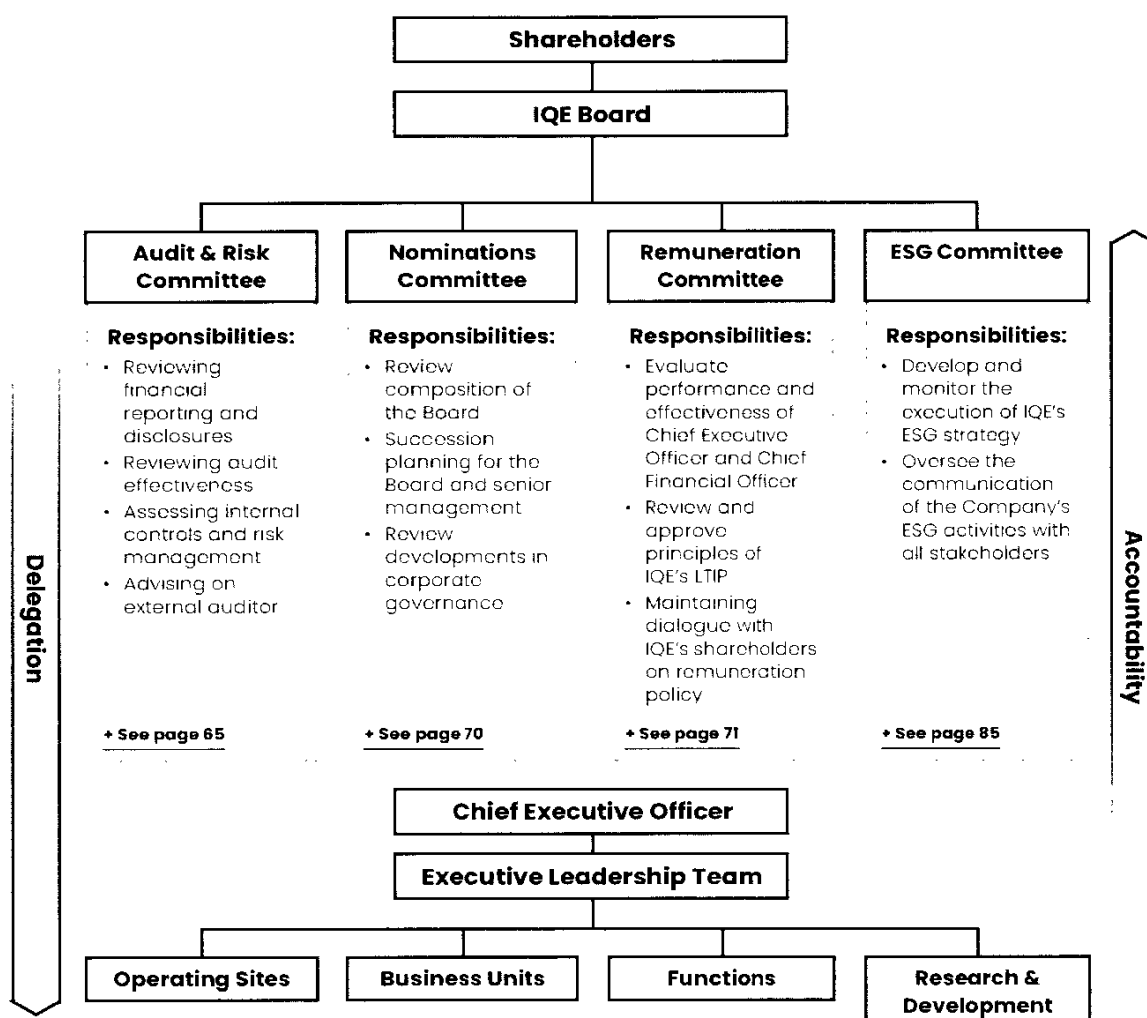 Shareholders
IQE Board
Audit & Risk
Committee
Responsibilities:
• Reviewing
financial
reporting and
disclosures
• Reviewing audit
effectiveness
• Assessing internal
controls and risk
management
• Advising on
external auditor
+ See page 65
Nominations
Committee
Responsibilities:
• Review
composition of
the Board
• Succession
planning for the
Board and senior
management
• Review
developments in
corporate
governance
+ See page 70
Remuneration
Committee
Responsibilities:
• Evaluate
performance and
effectiveness of
Chief Executive
Officer and Chief
Financial Officer
• Review and
approve
principles of
IQE's LTIP
• Maintaining
dialogue with
IQE's shareholders
on remuneration
policy
+ See page 71
ESG Committee
Responsibilities:
• Develop and
monitor the
execution of IQE's
ESG strategy
• Oversee the
communication
of the Company's
ESG activities with
all stakeholders
+ See page 85
Delegation
Accountability
Chief Executive Officer
Executive Leadership Team
Operating Sites
Business Units
Functions
Research &
Development